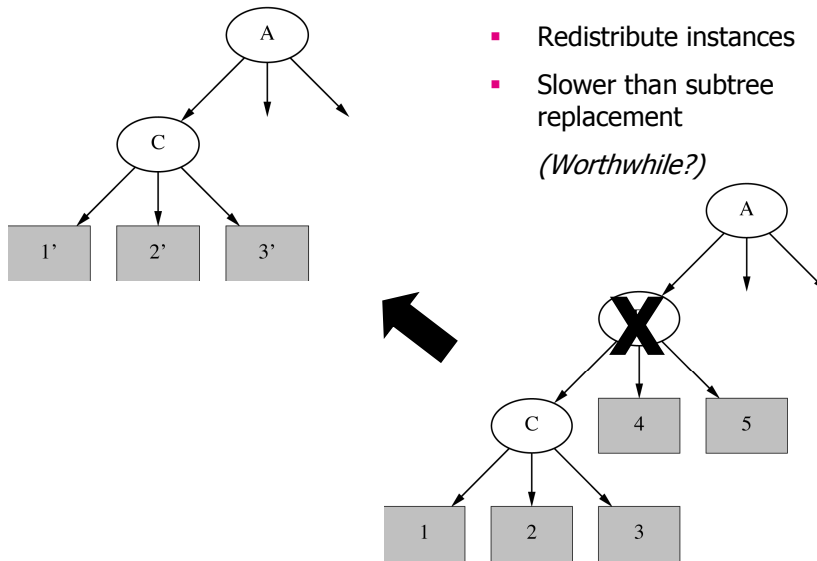 A
C
1’ 2’ 3’
Redistribute instances
Slower than subtree
replacement
(Worthwhile?)
A
X
4 5
C
1 2 3